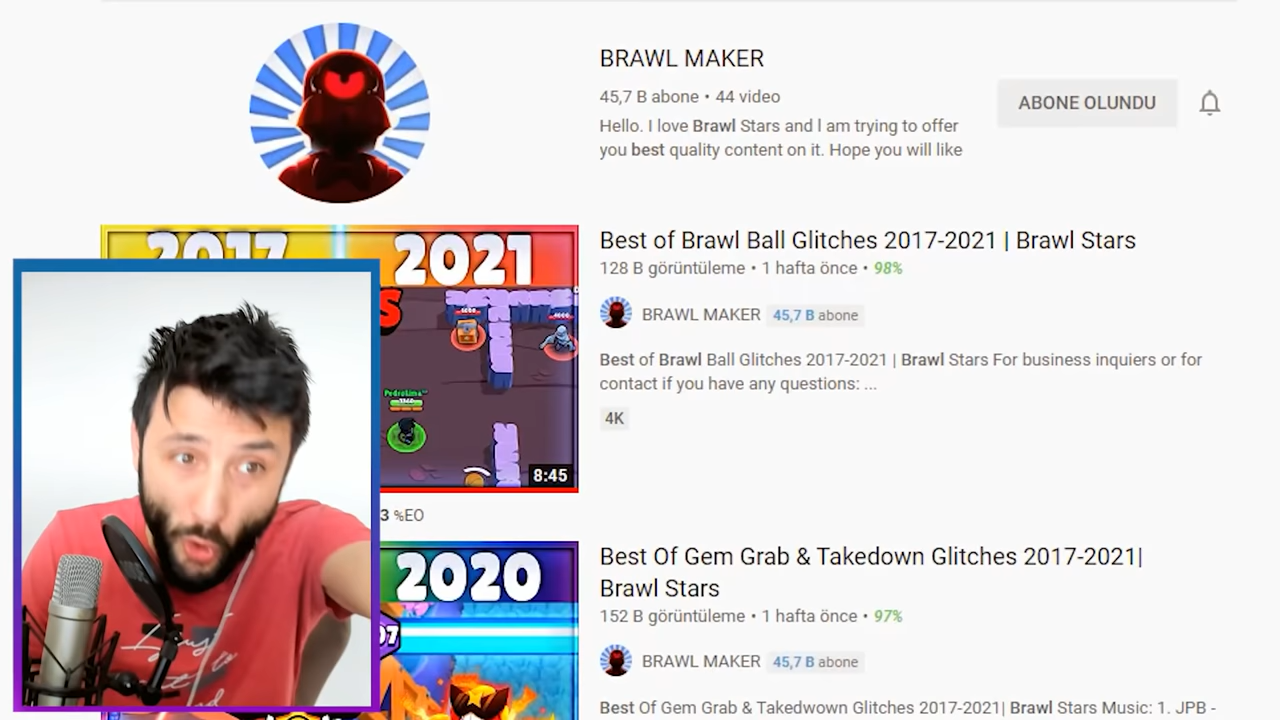 BRAWL MAKER
45,7 B abone • 44 video
Hello. I love Brawl Stars and I am trying to offer
you best quality content on it. Hope you will like
ABONE OLUNDU
2017 2021
8:45
Best of Brawl Ball Glitches 2017-2021 | Brawl Stars
128 B görüntüleme • 1 hafta önce • 98%
BRAWL MAKER 45,7 B abone
Best of Brawl Ball Glitches 2017-2021 | Brawl Stars For business inquiers or for
contact if you have any questions: ...
4K
3 %EO
2020
Best Of Gem Grab & Takedown Glitches 2017-2021|
Brawl Stars
152 B görüntüleme • 1 hafta önce • 97%
BRAWL MAKER 45,7 B abone
Best Of Gem Grab & Takewdown Glitches 2017-2021| Brawl Stars Music: 1. JPB -